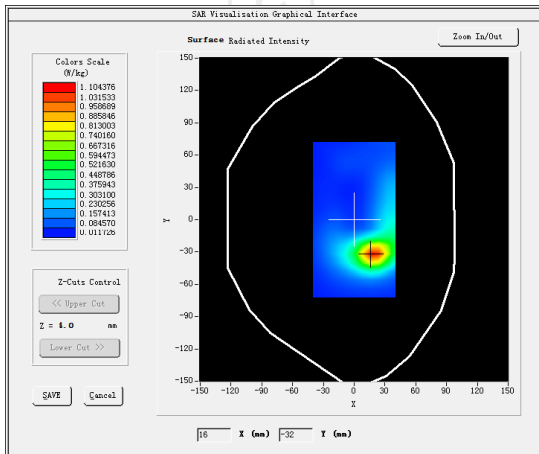 SAR Visualisation Graphical Interface
Surface Radiated Intensity
Zoom In/Out
Colors Scale
(W/kg)
1.104376
1.031533
0.958689
0.885846
0.813003
0.740160
0.667316
0.594473
0.521630
0.448786
0.375943
0.303100
0.230256
0.157413
0.084570
0.011726
150
120
90
60
30
0
-30
-60
-90
-120
-150
Y
-150 -120 -90 -60 -30 0 30 60 90 120 150
X
Z-Cuts Control
<< Upper Cut
Z = 4.0 mm
Lower Cut >>
SAVE Cancel
16 X (mm) -32 Y (mm)